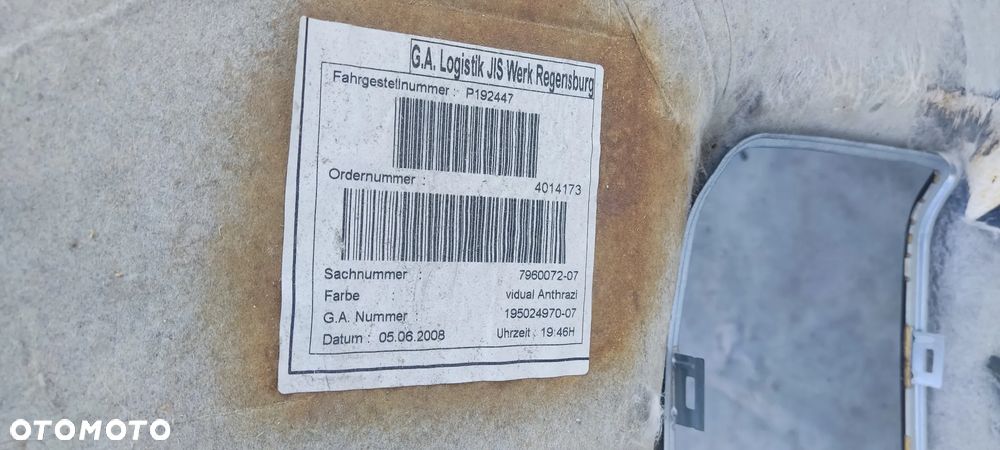 G.A. Logistik JIS Werk Regensburg
Fahrgestellnummer : P192447
Ordernummer : 4014173
Sachnummer : 7960072-07
Farbe : vidual Anthrazi
G.A. Nummer : 195024970-07
Datum : 05.06.2008 Uhrzeit : 19:46H
OTOMOTO